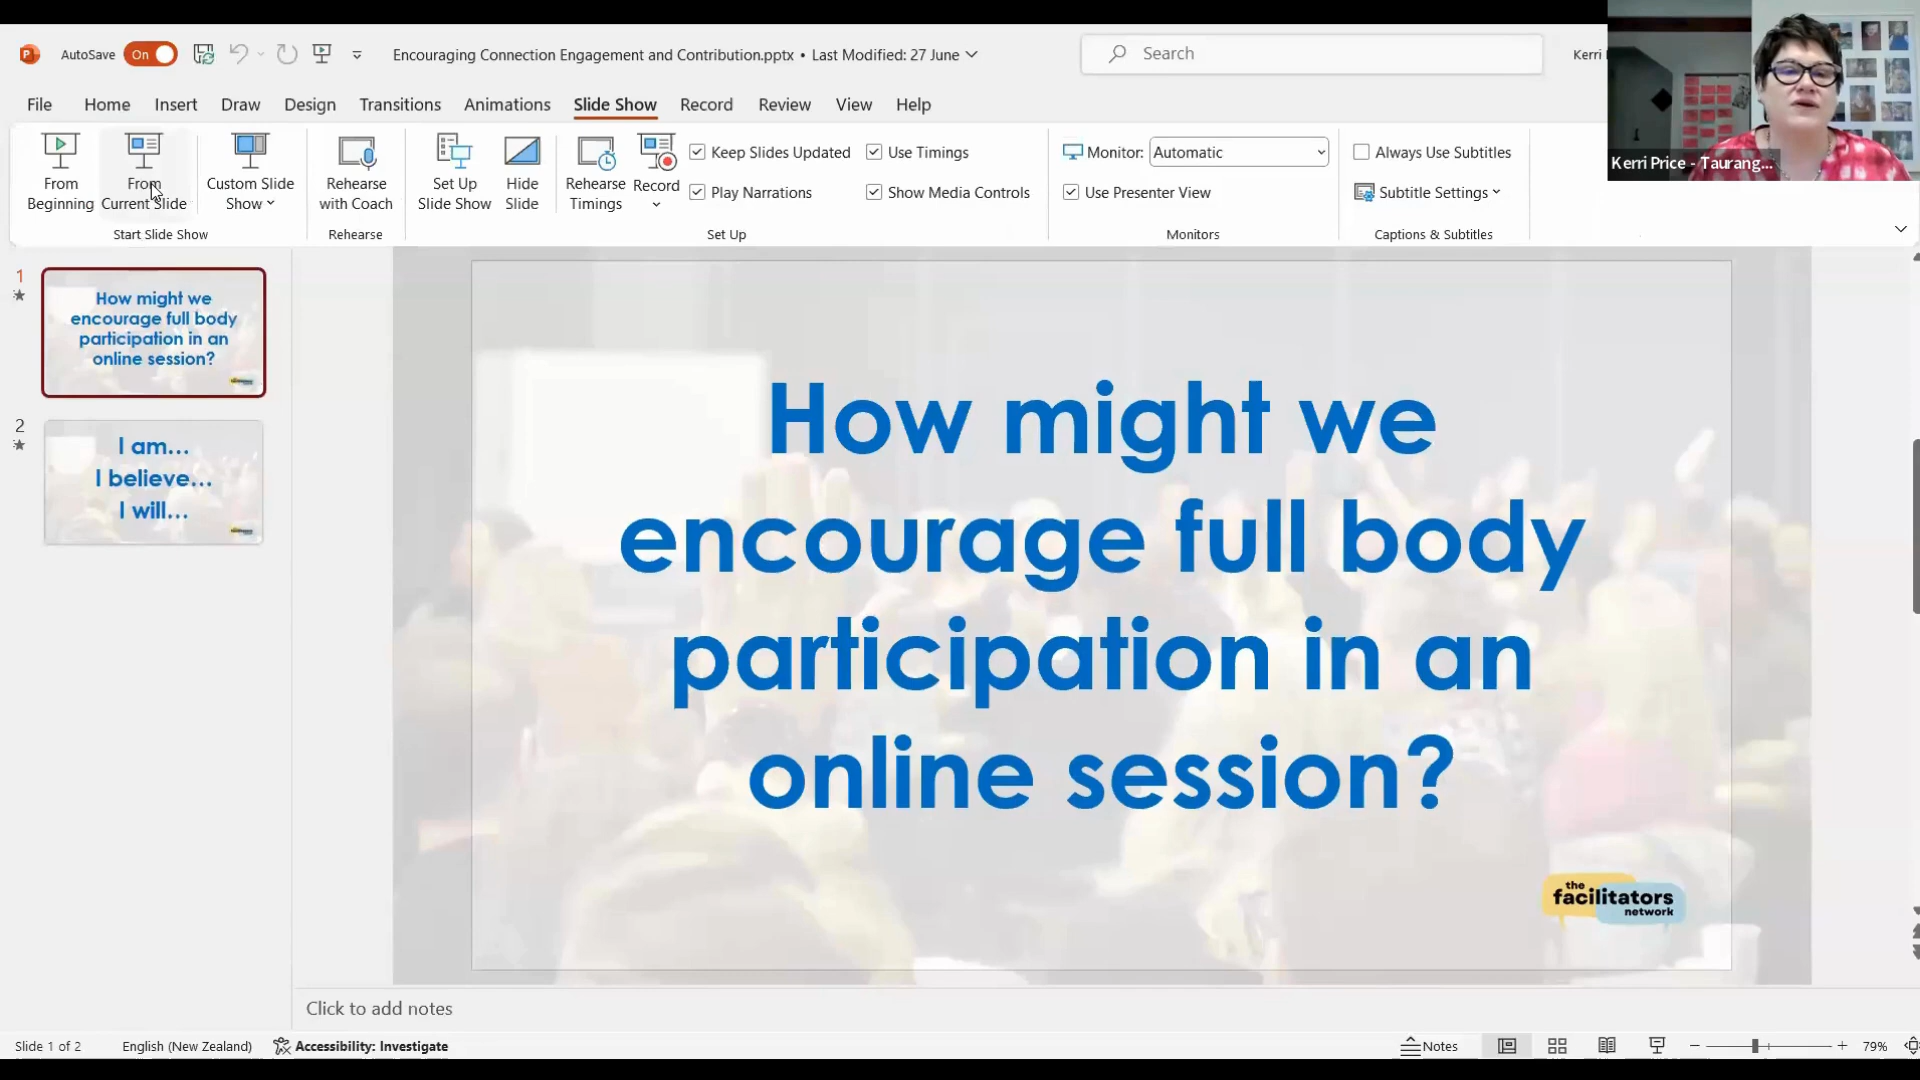 AutoSave On
Encouraging Connection Engagement and Contribution.pptx • Last Modified: 27 June
Search
Kerri
File Home Insert Draw Design Transitions Animations Slide Show Record Review View Help
From Beginning
From Current Slide
Custom Slide Show
Start Slide Show
Rehearse with Coach
Rehearse
Set Up Slide Show
Hide Slide
Rehearse Timings
Record
Keep Slides Updated
Play Narrations
Use Timings
Show Media Controls
Set Up
Monitor: Automatic
Use Presenter View
Monitors
Always Use Subtitles
Subtitle Settings
Captions & Subtitles
Kerri Price - Taurang...
1
How might we
encourage full body
participation in an
online session?
2
I am...
I believe...
I will...
How might we
encourage full body
participation in an
online session?
the
facilitators
network
Click to add notes
Slide 1 of 2 English (New Zealand) Accessibility: Investigate Notes 79%